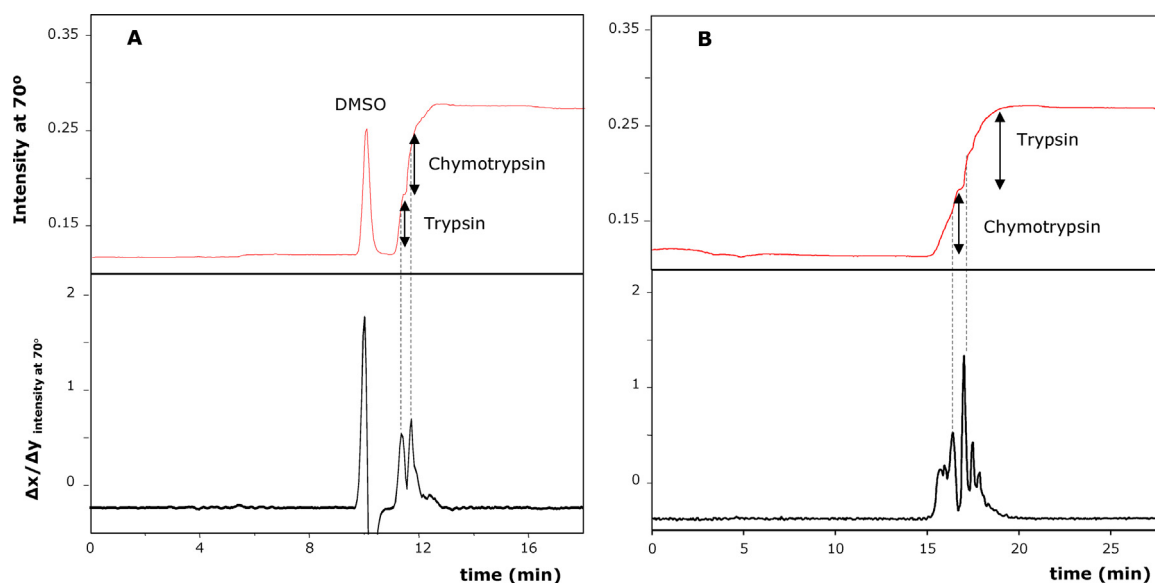 A
0.35
0.25
0.15
Intensity at 70º
DMSO
Chymotrypsin
Trypsin
2
1
0
Δx/Δy intensity at 70°
0 4 8 12 16
time (min)
B
0.35
0.25
0.15
Trypsin
Chymotrypsin
2
1
0
0 5 10 15 20 25
time (min)